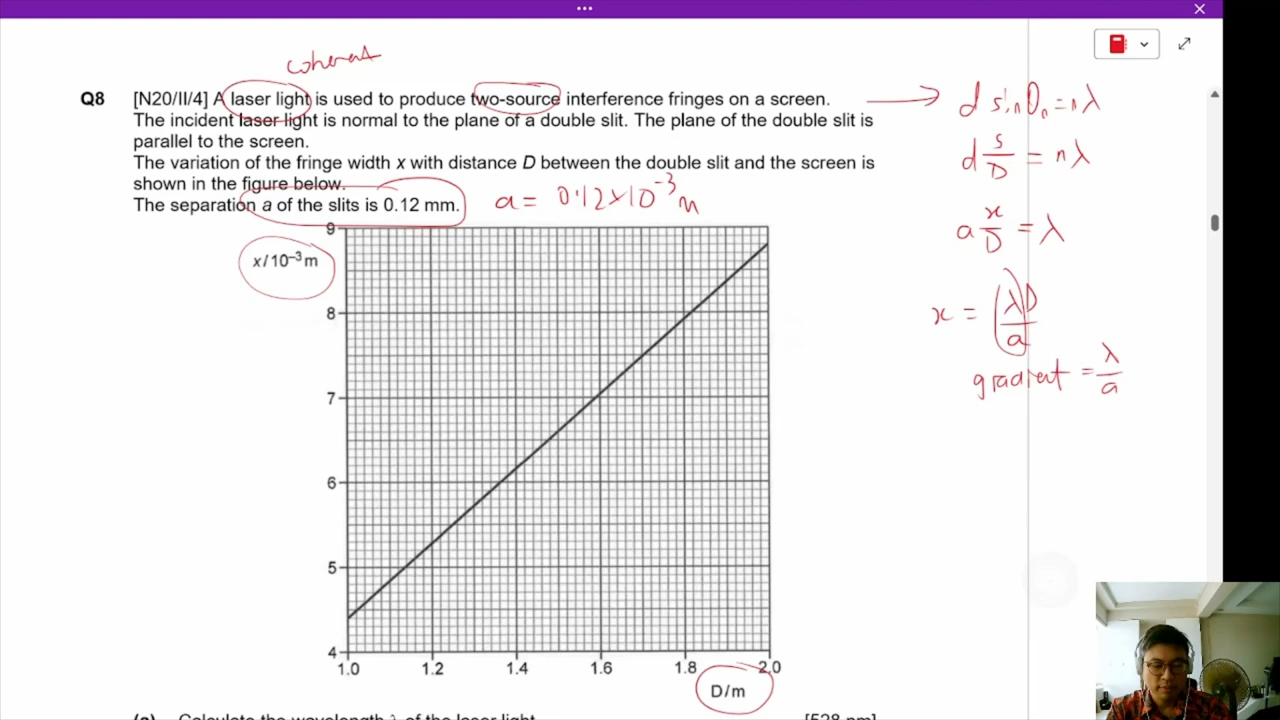 coherent
Q8 [N20/II/4] A laser light is used to produce two-source interference fringes on a screen.
The incident laser light is normal to the plane of a double slit. The plane of the double slit is
parallel to the screen.
The variation of the fringe width x with distance D between the double slit and the screen is
shown in the figure below.
The separation a of the slits is 0.12 mm.
a = 0.12×10⁻³ m
d sin θₙ = nλ
d s/D = nλ
a x/D = λ
x = (λD/a)
gradient = λ/a
x/10⁻³m
9
8
7
6
5
4
1.0 1.2 1.4 1.6 1.8 2.0
D/m
(a) Calculate the wavelength λ of the laser light. [528 nm]